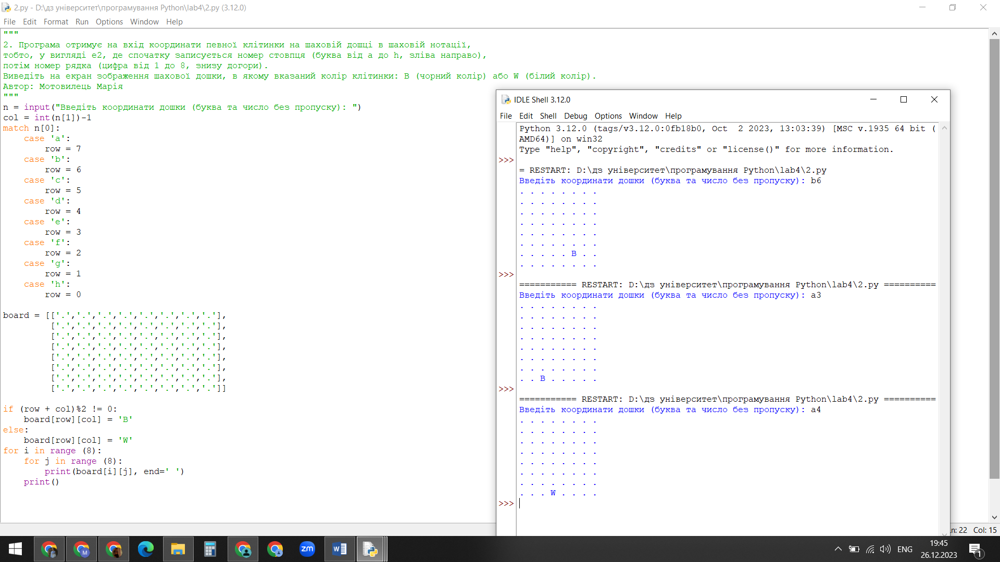 2.py - D:\дз університет\програмування Python\lab4\2.py (3.12.0)
File Edit Format Run Options Window Help
"""
2. Програма отримує на вхід координати певної клітинки на шаховій дошці в шаховій нотації,
тобто, у вигляді e2, де спочатку записується номер стовпця (буква від a до h, зліва направо),
потім номер рядка (цифра від 1 до 8, знизу догори).
Виведіть на екран зображення шахової дошки, в якому вказаний колір клітинки: B (чорний колір) або W (білий колір).
Автор: Мотовилець Марія
"""
n = input("Введіть координати дошки (буква та число без пропуску): ")
col = int(n[1])-1
match n[0]:
    case 'a':
        row = 7
    case 'b':
        row = 6
    case 'c':
        row = 5
    case 'd':
        row = 4
    case 'e':
        row = 3
    case 'f':
        row = 2
    case 'g':
        row = 1
    case 'h':
        row = 0
board = [['.','.','.','.','.','.','.','.'],
         ['.','.','.','.','.','.','.','.'],
         ['.','.','.','.','.','.','.','.'],
         ['.','.','.','.','.','.','.','.'],
         ['.','.','.','.','.','.','.','.'],
         ['.','.','.','.','.','.','.','.'],
         ['.','.','.','.','.','.','.','.'],
         ['.','.','.','.','.','.','.','.']]
if (row + col)%2 != 0:
    board[row][col] = 'B'
else:
    board[row][col] = 'W'
for i in range (8):
    for j in range (8):
        print(board[i][j], end=' ')
    print()
IDLE Shell 3.12.0
File Edit Shell Debug Options Window Help
Python 3.12.0 (tags/v3.12.0:0fb18b0, Oct  2 2023, 13:03:39) [MSC v.1935 64 bit (
AMD64)] on win32
Type "help", "copyright", "credits" or "license()" for more information.
>>>
= RESTART: D:\дз університет\програмування Python\lab4\2.py
Введіть координати дошки (буква та число без пропуску): b6
. . . . . . . .
. . . . . . . .
. . . . . . . .
. . . . . . . .
. . . . . . . .
. . . . . . . .
. . . . . B . .
. . . . . . . .
>>>
=========== RESTART: D:\дз університет\програмування Python\lab4\2.py ==========
Введіть координати дошки (буква та число без пропуску): a3
. . . . . . . .
. . . . . . . .
. . . . . . . .
. . . . . . . .
. . . . . . . .
. . . . . . . .
. . . . . . . .
. . B . . . . .
>>>
=========== RESTART: D:\дз університет\програмування Python\lab4\2.py ==========
Введіть координати дошки (буква та число без пропуску): a4
. . . . . . . .
. . . . . . . .
. . . . . . . .
. . . . . . . .
. . . . . . . .
. . . . . . . .
. . . . . . . .
. . . W . . . .
>>>
n: 22 Col: 15
M
zm
W
ENG
19:45
26.12.2023
1